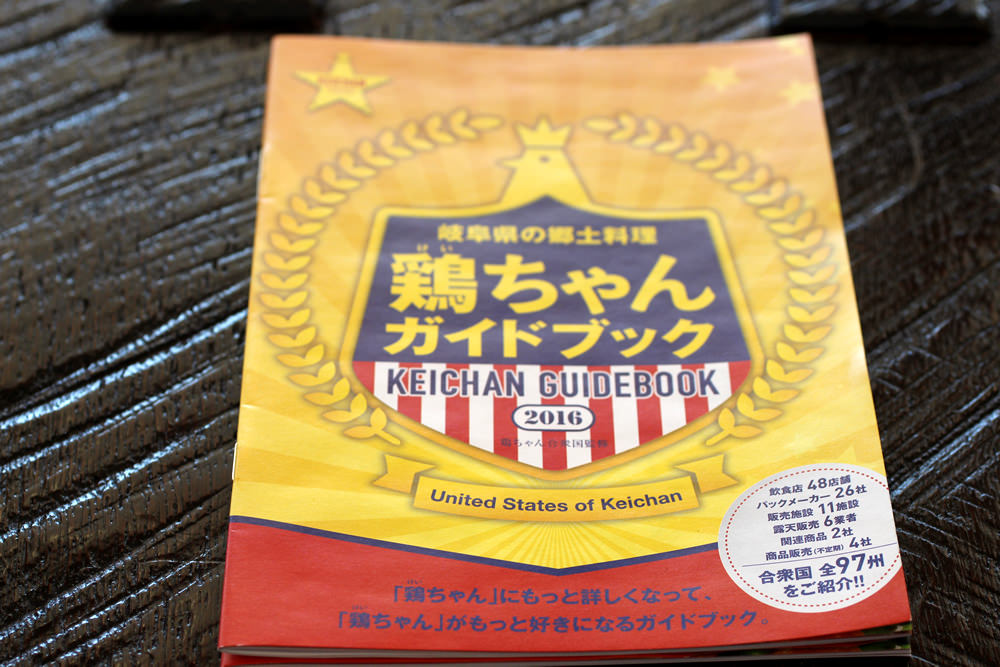 岐阜県の郷土料理
けい
鶏ちゃん
ガイドブック
KEICHAN GUIDEBOOK
2016
鶏ちゃん合衆国監修
United States of Keichan
飲食店 48店舗
パックメーカー 26社
販売施設 11施設
露天販売 6業者
関連商品 2社
商品販売(不定期) 4社
合衆国 全97州
をご紹介!!
けい
「鶏ちゃん」にもっと詳しくなって、
けい
「鶏ちゃん」がもっと好きになるガイドブック。